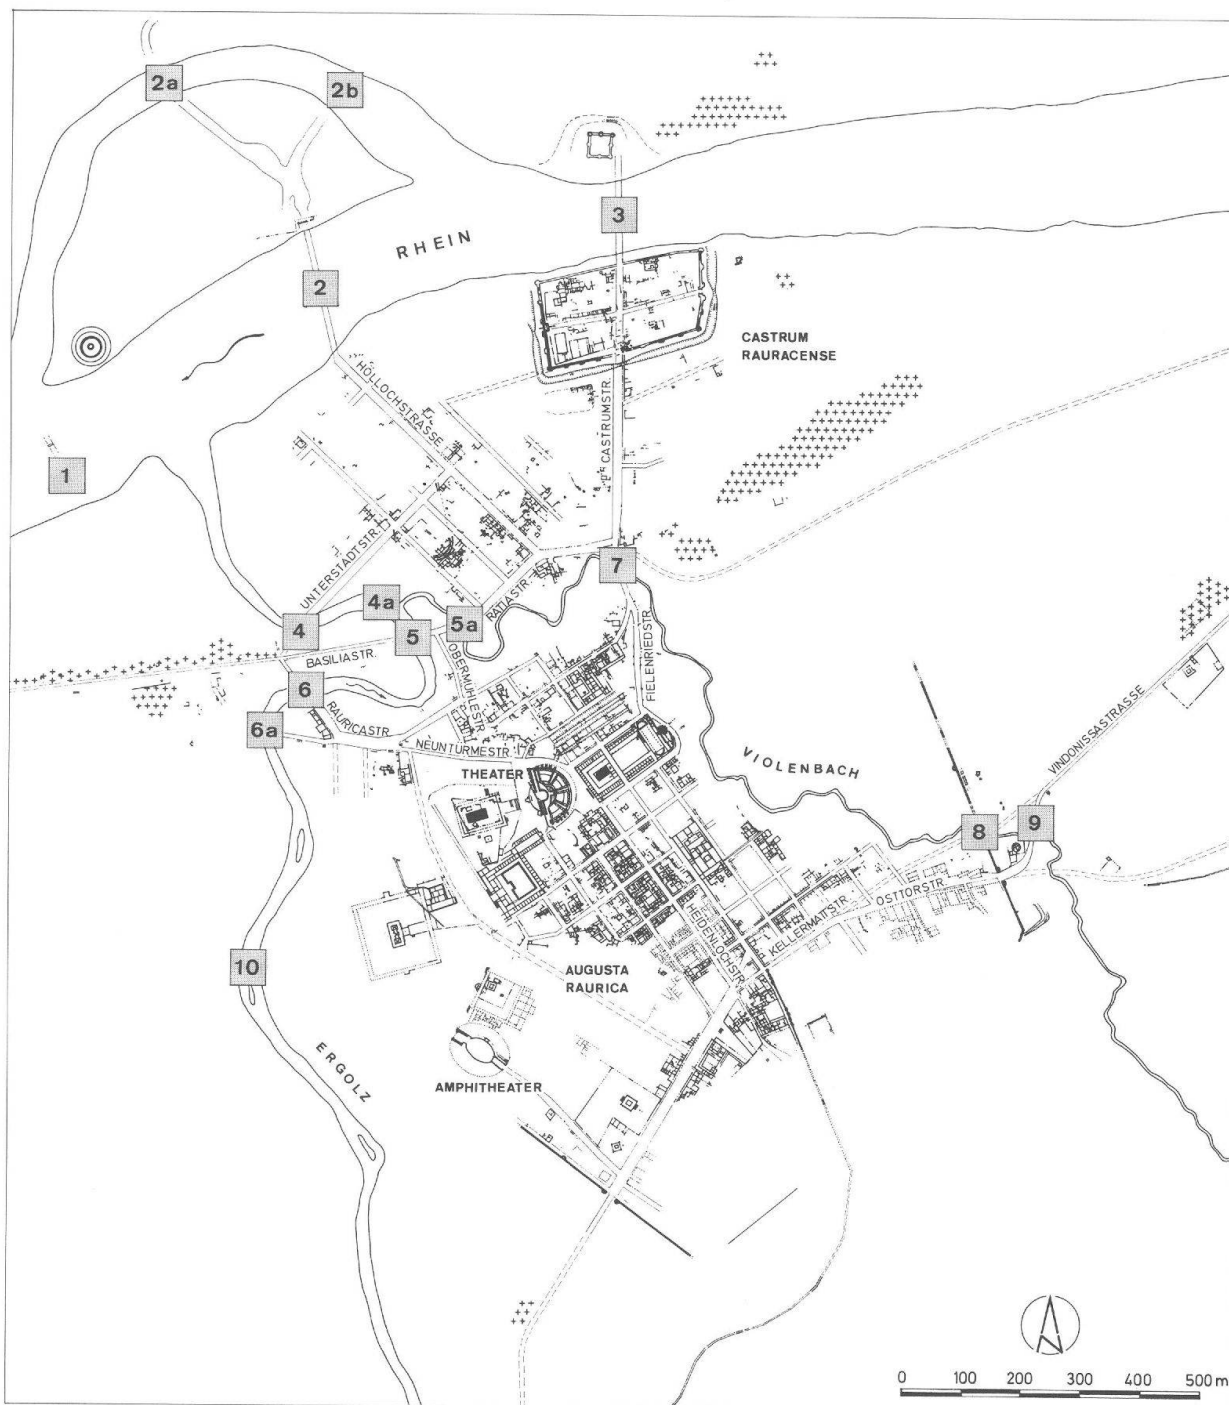 2a
2b
3
RHEIN
2
CASTRUM
RAURACENSE
HÖLLOCHSTRASSE
CASTRUMSTR.
1
UNTERSTADTSTR.
7
4a
RÄTIASTR.
4
5
5a
BASILIASTR.
OBERMÜHLESTR.
FIELENRIEDSTR.
6
RAURICASTR.
6a
NEUNTÜRMESTR.
THEATER
VIOLENBACH
VINDONISSASTRASSE
8
9
OSTTORSTR.
KELLERMATTSTR.
HEIDENLOCHSTR.
10
AUGUSTA
RAURICA
ERGOLZ
AMPHITHEATER
N
0 100 200 300 400 500 m